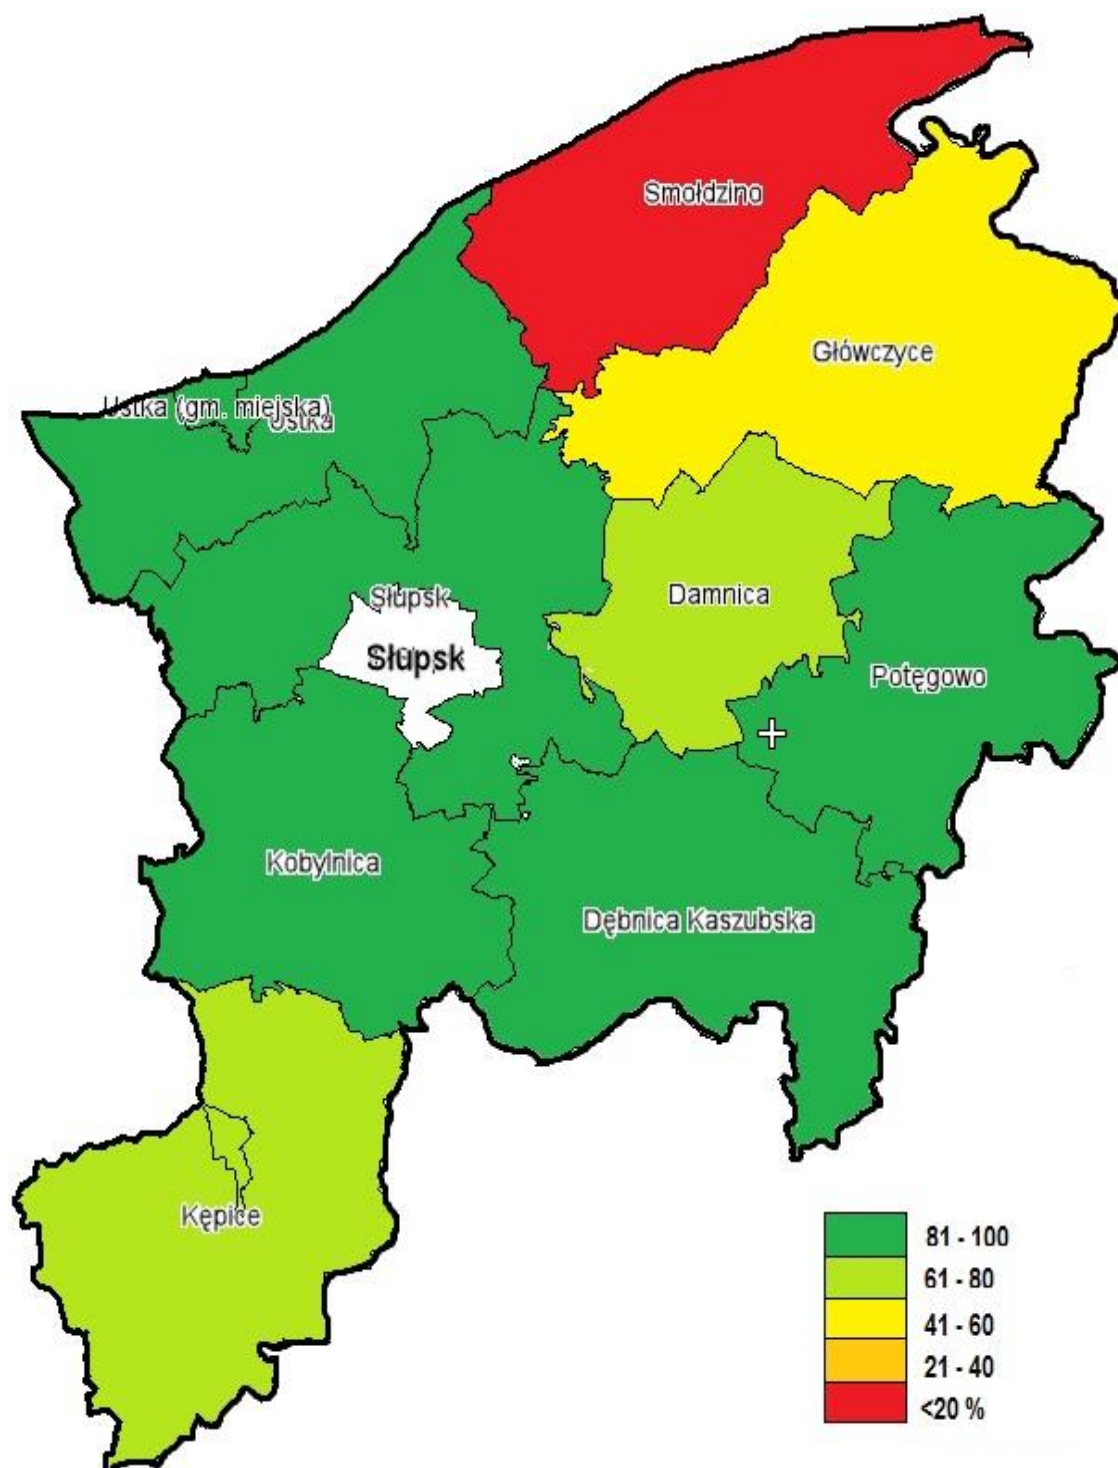 Smołdzino
Główczyce
Ustka (gm. miejska)
Ustka
Słupsk
Damnica
Słupsk
Potęgowo
Kobylnica
Dębnica Kaszubska
Kępice
81 - 100
61 - 80
41 - 60
21 - 40
<20 %